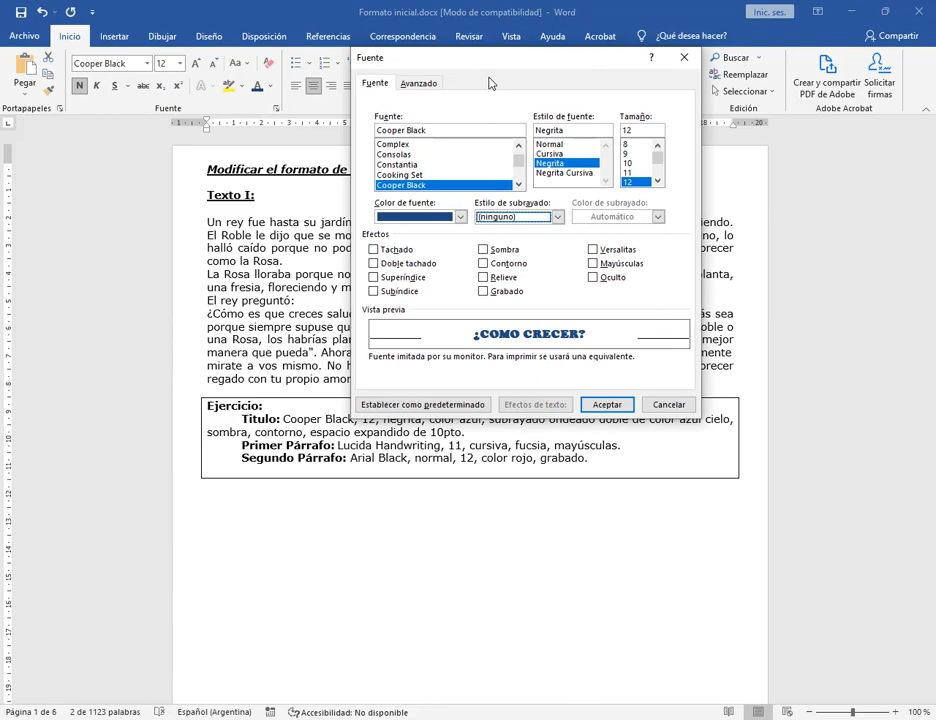 Formato inicial.docx [Modo de compatibilidad] - Word
Inic. ses.
Archivo Inicio Insertar Dibujar Diseño Disposición Referencias Correspondencia Revisar Vista Ayuda Acrobat ¿Qué desea hacer? Compartir
Pegar
Cooper Black 12
Aa
N K S abc x₂ x² A A
Buscar
Reemplazar
Seleccionar
Crear y compartir PDF de Adobe
Solicitar firmas
Portapapeles Fuente Edición Adobe Acrobat
Fuente
Fuente Avanzado
Fuente: Estilo de fuente: Tamaño:
Cooper Black Negrita 12
Complex Normal 8
Consolas Cursiva 9
Constantia Negrita 10
Cooking Set Negrita Cursiva 11
Cooper Black 12
Color de fuente: Estilo de subrayado: Color de subrayado:
(ninguno) Automático
Efectos
Tachado Sombra Versalitas
Doble tachado Contorno Mayúsculas
Superíndice Relieve Oculto
Subíndice Grabado
Vista previa
¿COMO CRECER?
Fuente imitada por su monitor. Para imprimir se usará una equivalente.
Establecer como predeterminado Efectos de texto: Aceptar Cancelar
Modificar el formato de
Texto I:
Un rey fue hasta su jardín
El Roble le dijo que se mo
halló caído porque no pod
como la Rosa.
La Rosa lloraba porque no
una fresia, floreciendo y m
El rey preguntó:
¿Cómo es que creces salu
porque siempre supuse qu
una Rosa, los habrías plan
manera que pueda". Ahora
mirate a vos mismo. No h
regado con tu propio amor
Ejercicio:
Titulo: Cooper Black, 12, negrita, color azul, subrayado ondeado doble de color azul cielo,
sombra, contorno, espacio expandido de 10pto.
Primer Párrafo: Lucida Handwriting, 11, cursiva, fucsia, mayúsculas.
Segundo Párrafo: Arial Black, normal, 12, color rojo, grabado.
Página 1 de 6 2 de 1123 palabras Español (Argentina) Accesibilidad: No disponible 100 %